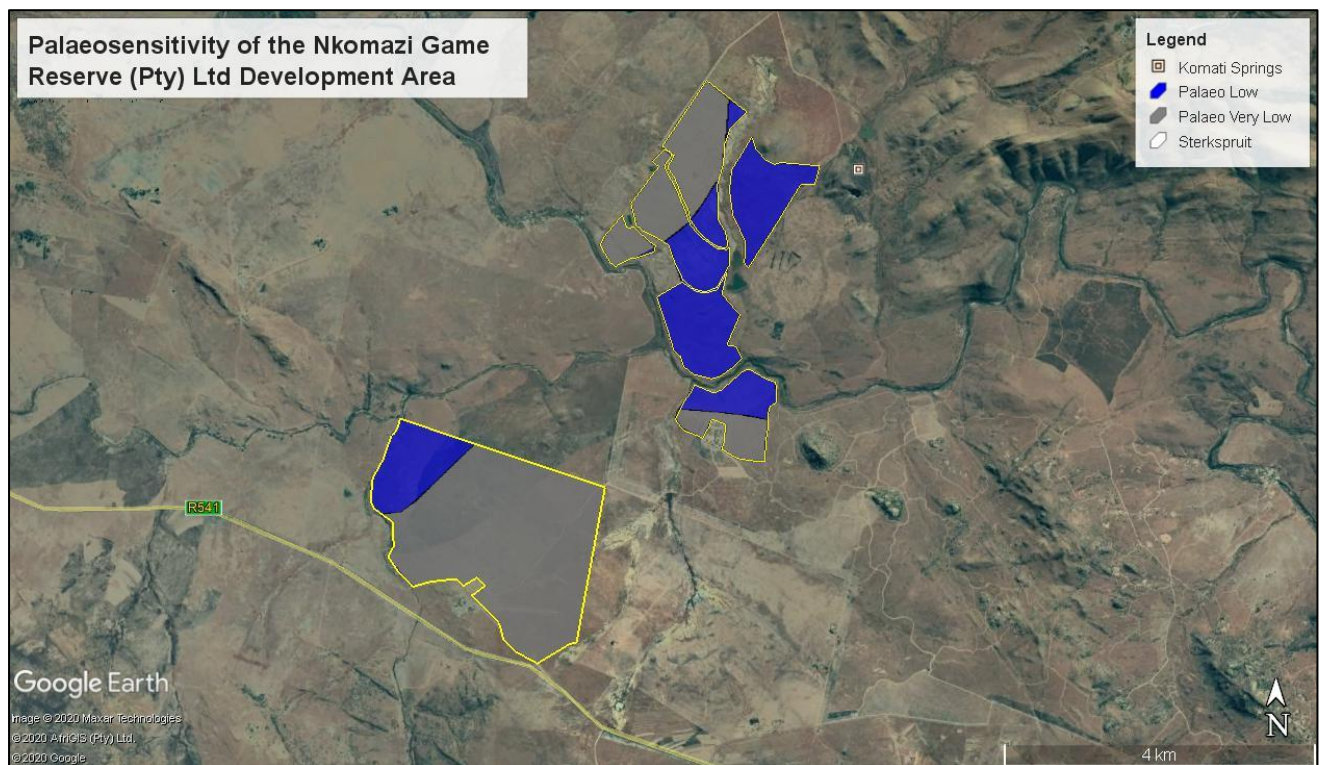 Palaeosensitivity of the Nkomazi Game
Reserve (Pty) Ltd Development Area
Legend
Komati Springs
Palaeo Low
Palaeo Very Low
Sterkspruit
R541
Google Earth
Image © 2020 Maxar Technologies
© 2020 AfriGIS (Pty) Ltd.
© 2020 Google
N
4 km